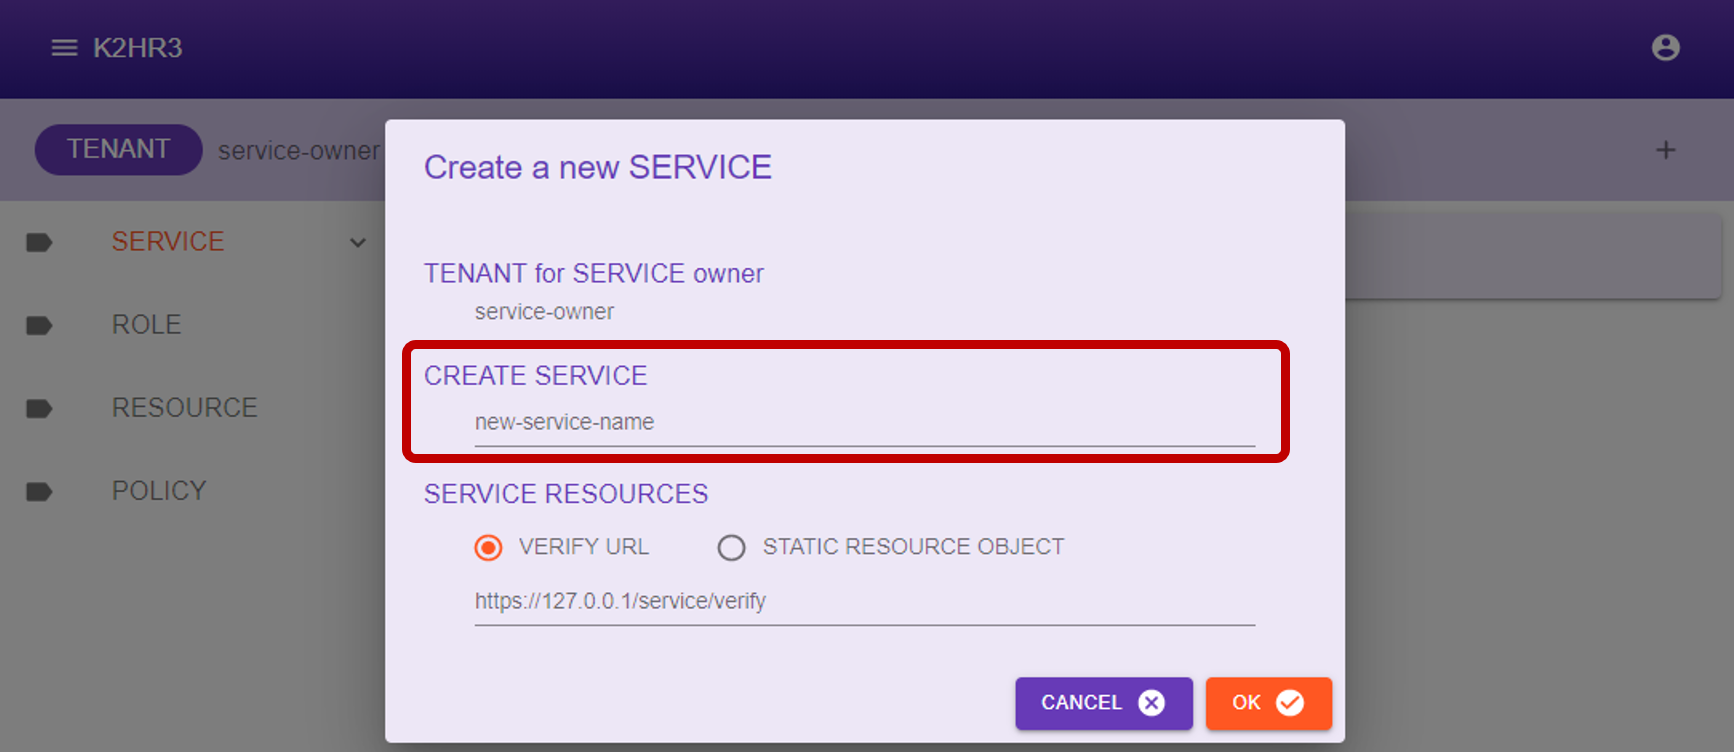 K2HR3
TENANT service-owner
Create a new SERVICE
SERVICE
ROLE
RESOURCE
POLICY
TENANT for SERVICE owner
service-owner
CREATE SERVICE
new-service-name
SERVICE RESOURCES
VERIFY URL STATIC RESOURCE OBJECT
https://127.0.0.1/service/verify
CANCEL OK